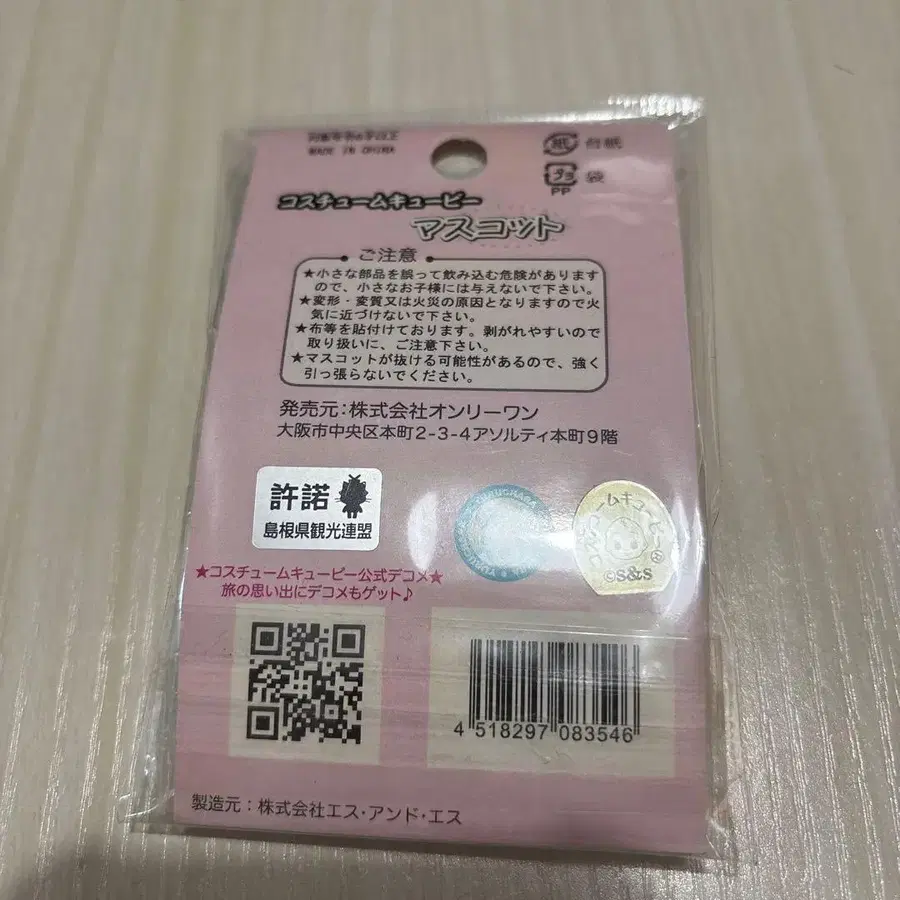 MADE IN CHINA
紙 台紙
プラ 袋
PP
コスチュームキューピー
マスコット
ご注意
★小さな部品を誤って飲み込む危険がありますので、小さなお子様には与えないで下さい。
★変形・変質又は火災の原因となりますので火気に近づけないで下さい。
★布等を貼付けております。剥がれやすいので取り扱いに、ご注意下さい。
★マスコットが抜ける可能性があるので、強く引っ張らないでください。
発売元:株式会社オンリーワン
大阪市中央区本町2-3-4アソルティ本町9階
許諾
島根県観光連盟
©S&S
★コスチュームキューピー公式デコメ★
旅の思い出にデコメもゲット♪
4 518297 083546
製造元:株式会社エス・アンド・エス